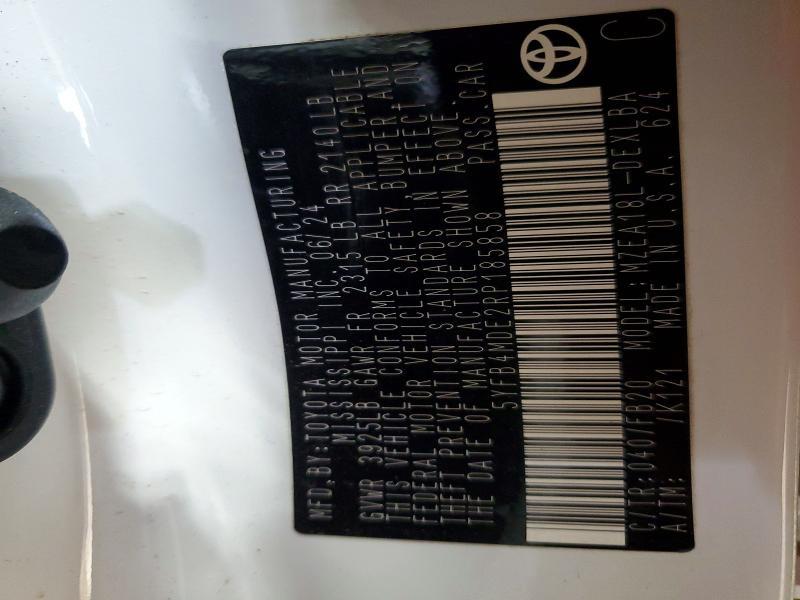 MFD.BY:TOYOTA MOTOR MANUFACTURING
MISSISSIPPI INC. 06/24
GVWR 3925LB GAWR FR 2315 LB RR 2140LB
THIS VEHICLE CONFORMS TO ALL APPLICABLE
FEDERAL MOTOR VEHICLE SAFETY BUMPER AND
THEFT PREVENTION STANDARDS IN EFFECT ON
THE DATE OF MANUFACTURE SHOWN ABOVE.
5YFB4MDE2RP185858 PASS.CAR
C/TR:040/FB20 MODEL:MZEA18L-DEXLBA
A/TM: /K121 MADE IN U.S.A. 624
C